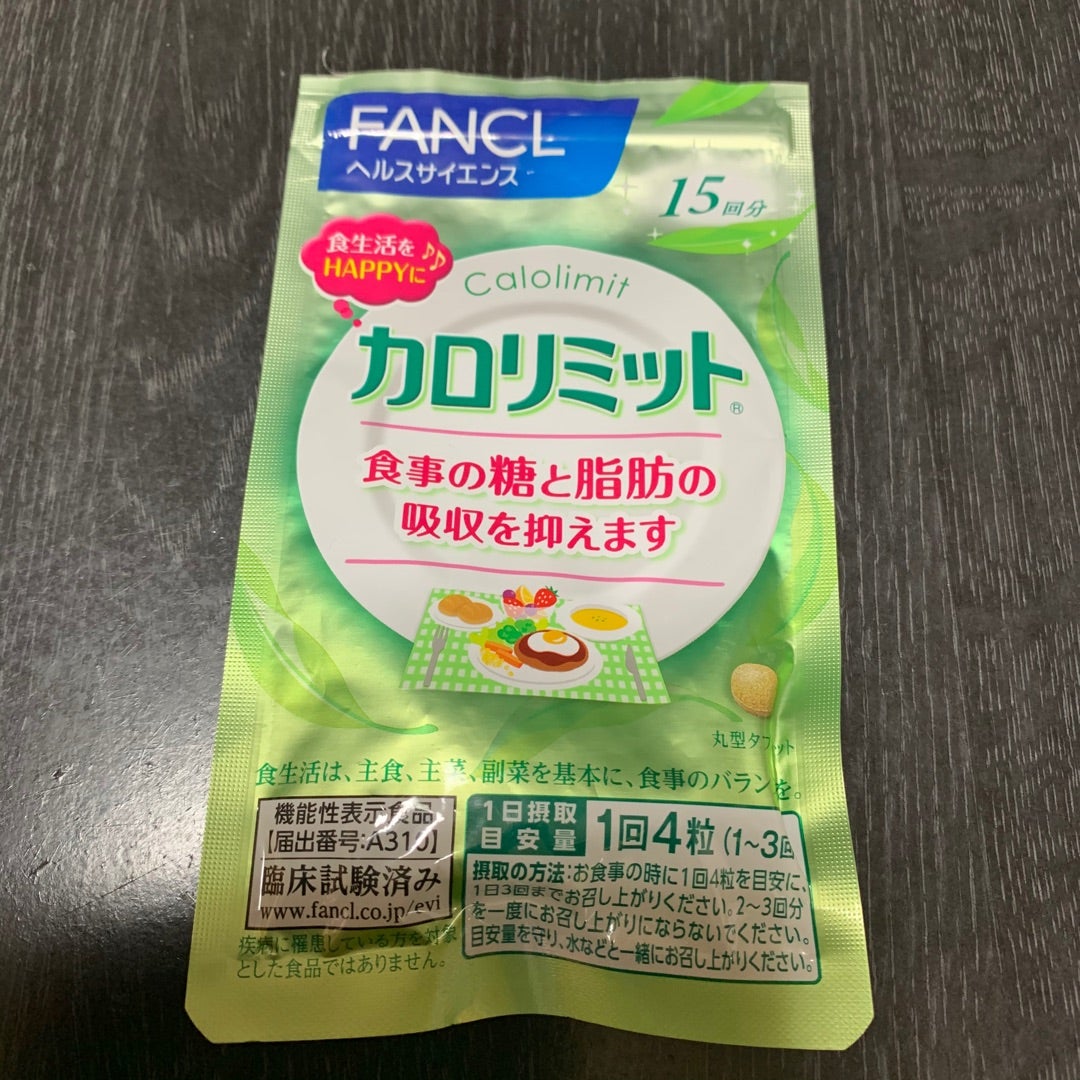 FANCL
ヘルスサイエンス
15回分
食生活を
HAPPYに♪♪
Calolimit
カロリミット®
食事の糖と脂肪の
吸収を抑えます
丸型タブレット
食生活は、主食、主菜、副菜を基本に、食事のバランスを。
機能性表示食品
【届出番号:A316】
臨床試験済み
www.fancl.co.jp/evi
疾病に罹患している方を対象
とした食品ではありません。
1日摂取
目安量
1回4粒(1~3回
摂取の方法:お食事の時に1回4粒を目安に、
1日3回までお召し上がりください。2~3回分
を一度にお召し上がりにならないでください。
目安量を守り、水などと一緒にお召し上がりください。